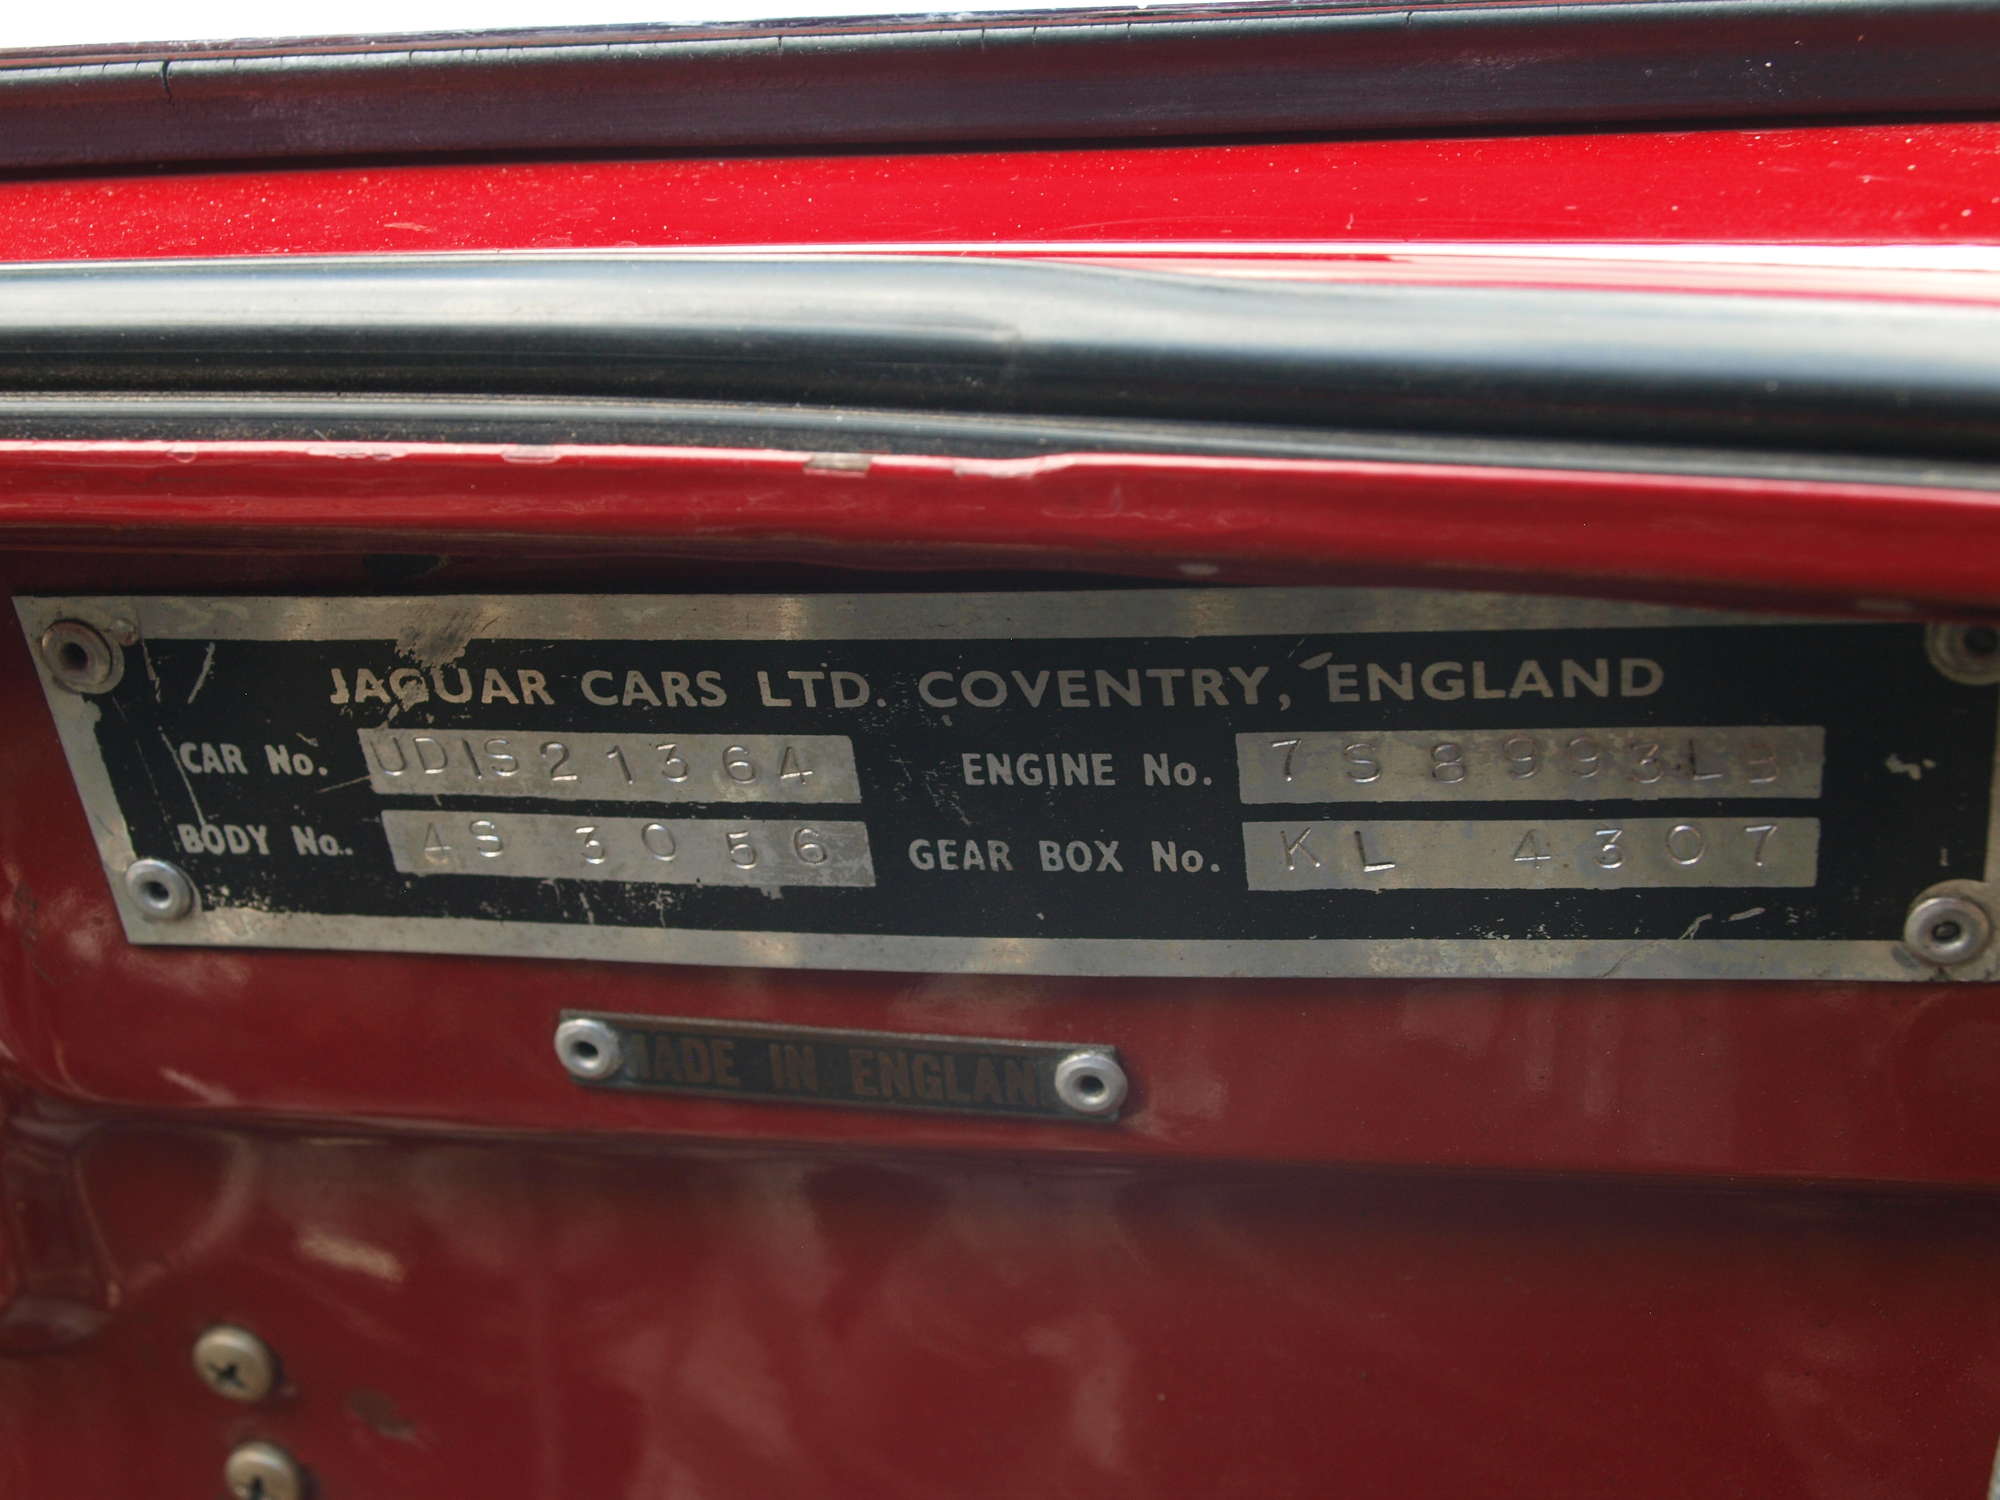 JAGUAR CARS LTD. COVENTRY, ENGLAND
CAR No. UD1S21364 ENGINE No. 7S8993LB
BODY No. 4S 3056 GEAR BOX No. KL 4307
MADE IN ENGLAND